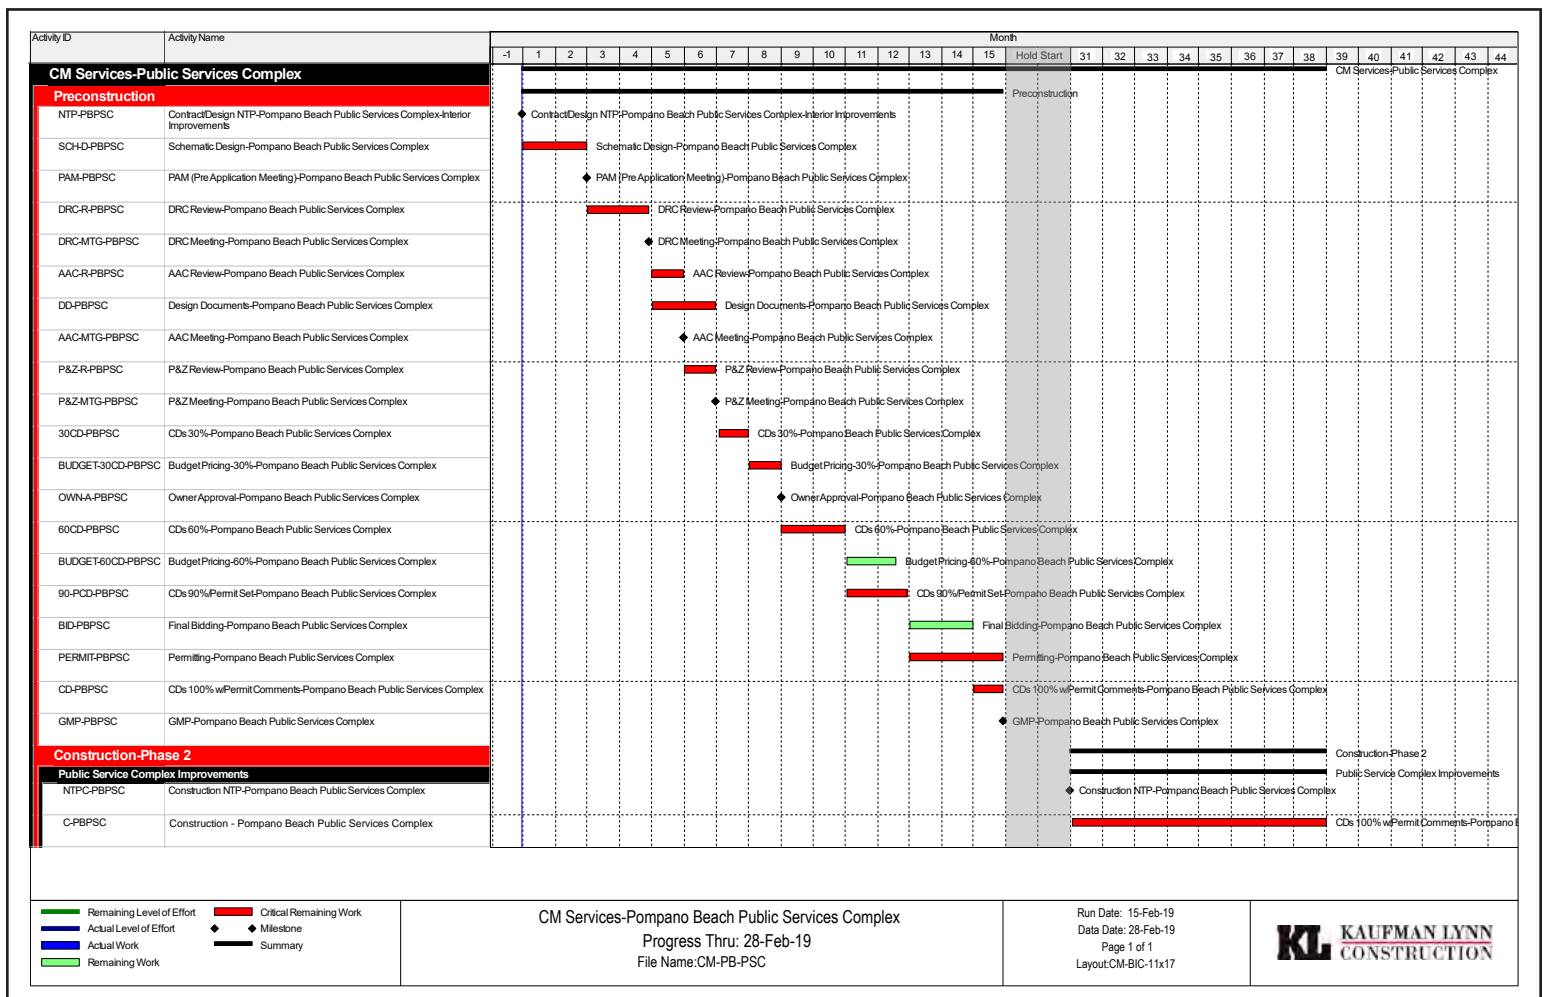 Activity ID Activity Name Month
-1 1 2 3 4 5 6 7 8 9 10 11 12 13 14 15 Hold Start 31 32 33 34 35 36 37 38 39 40 41 42 43 44
CM Services-Public Services Complex CM Services-Public Services Complex
Preconstruction Preconstruction
NTP-PBPSC Contract/Design NTP-Pompano Beach Public Services Complex-Interior Improvements Contract/Design NTP-Pompano Beach Public Services Complex-Interior Improvements
SCH-D-PBPSC Schematic Design-Pompano Beach Public Services Complex Schematic Design-Pompano Beach Public Services Complex
PAM-PBPSC PAM (Pre Application Meeting)-Pompano Beach Public Services Complex PAM (Pre Application Meeting)-Pompano Beach Public Services Complex
DRC-R-PBPSC DRC Review-Pompano Beach Public Services Complex DRC Review-Pompano Beach Public Services Complex
DRC-MTG-PBPSC DRC Meeting-Pompano Beach Public Services Complex DRC Meeting-Pompano Beach Public Services Complex
AAC-R-PBPSC AAC Review-Pompano Beach Public Services Complex AAC Review-Pompano Beach Public Services Complex
DD-PBPSC Design Documents-Pompano Beach Public Services Complex Design Documents-Pompano Beach Public Services Complex
AAC-MTG-PBPSC AAC Meeting-Pompano Beach Public Services Complex AAC Meeting-Pompano Beach Public Services Complex
P&Z-R-PBPSC P&Z Review-Pompano Beach Public Services Complex P&Z Review-Pompano Beach Public Services Complex
P&Z-MTG-PBPSC P&Z Meeting-Pompano Beach Public Services Complex P&Z Meeting-Pompano Beach Public Services Complex
30CD-PBPSC CDs 30%-Pompano Beach Public Services Complex CDs 30%-Pompano Beach Public Services Complex
BUDGET-30CD-PBPSC Budget Pricing-30%-Pompano Beach Public Services Complex Budget Pricing-30%-Pompano Beach Public Services Complex
OWN-A-PBPSC Owner Approval-Pompano Beach Public Services Complex Owner Approval-Pompano Beach Public Services Complex
60CD-PBPSC CDs 60%-Pompano Beach Public Services Complex CDs 60%-Pompano Beach Public Services Complex
BUDGET-60CD-PBPSC Budget Pricing-60%-Pompano Beach Public Services Complex Budget Pricing-60%-Pompano Beach Public Services Complex
90-PCD-PBPSC CDs 90%/Permit Set-Pompano Beach Public Services Complex CDs 90%/Permit Set-Pompano Beach Public Services Complex
BID-PBPSC Final Bidding-Pompano Beach Public Services Complex Final Bidding-Pompano Beach Public Services Complex
PERMIT-PBPSC Permitting-Pompano Beach Public Services Complex Permitting-Pompano Beach Public Services Complex
CD-PBPSC CDs 100% w/Permit Comments-Pompano Beach Public Services Complex CDs 100% w/Permit Comments-Pompano Beach Public Services Complex
GMP-PBPSC GMP-Pompano Beach Public Services Complex GMP-Pompano Beach Public Services Complex
Construction-Phase 2 Construction-Phase 2
Public Service Complex Improvements Public Service Complex Improvements
NTPC-PBPSC Construction NTP-Pompano Beach Public Services Complex Construction NTP-Pompano Beach Public Services Complex
C-PBPSC Construction - Pompano Beach Public Services Complex CDs 100% w/Permit Comments-Pompano
Remaining Level of Effort Critical Remaining Work
Actual Level of Effort Milestone
Actual Work Summary
Remaining Work
CM Services-Pompano Beach Public Services Complex
Progress Thru: 28-Feb-19
File Name:CM-PB-PSC
Run Date: 15-Feb-19
Data Date: 28-Feb-19
Page 1 of 1
Layout:CM-BIC-11x17
KL KAUFMAN LYNN
CONSTRUCTION